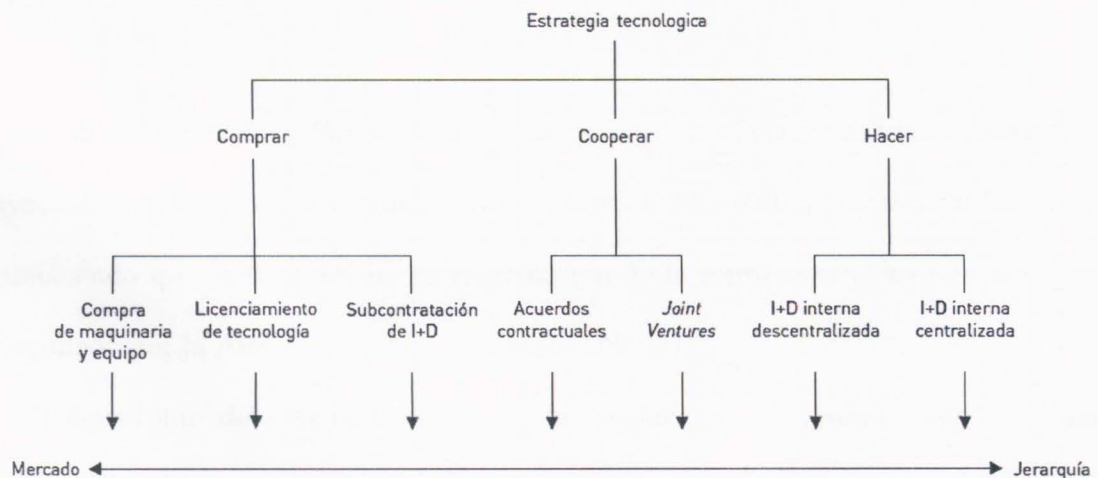 Estrategia tecnologica
Comprar
Cooperar
Hacer
Compra
de maquinaria
y equipo
Licenciamiento
de tecnología
Subcontratación
de I+D
Acuerdos
contractuales
Joint
Ventures
I+D interna
descentralizada
I+D interna
centralizada
Mercado
Jerarquía